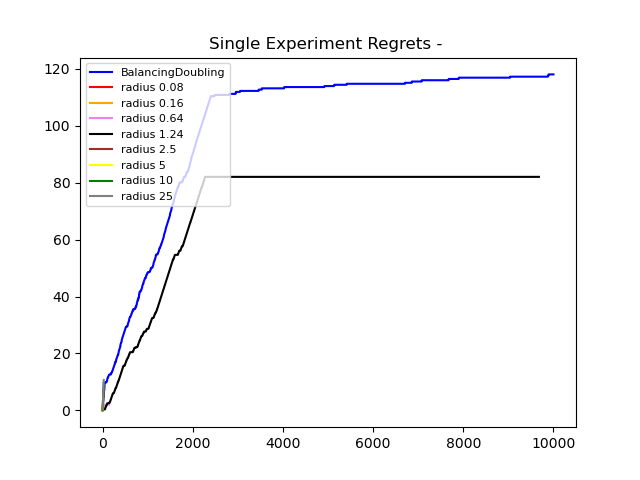 Single Experiment Regrets -
120
100
80
60
40
20
0
BalancingDoubling
radius 0.08
radius 0.16
radius 0.64
radius 1.24
radius 2.5
radius 5
radius 10
radius 25
0 2000 4000 6000 8000 10000